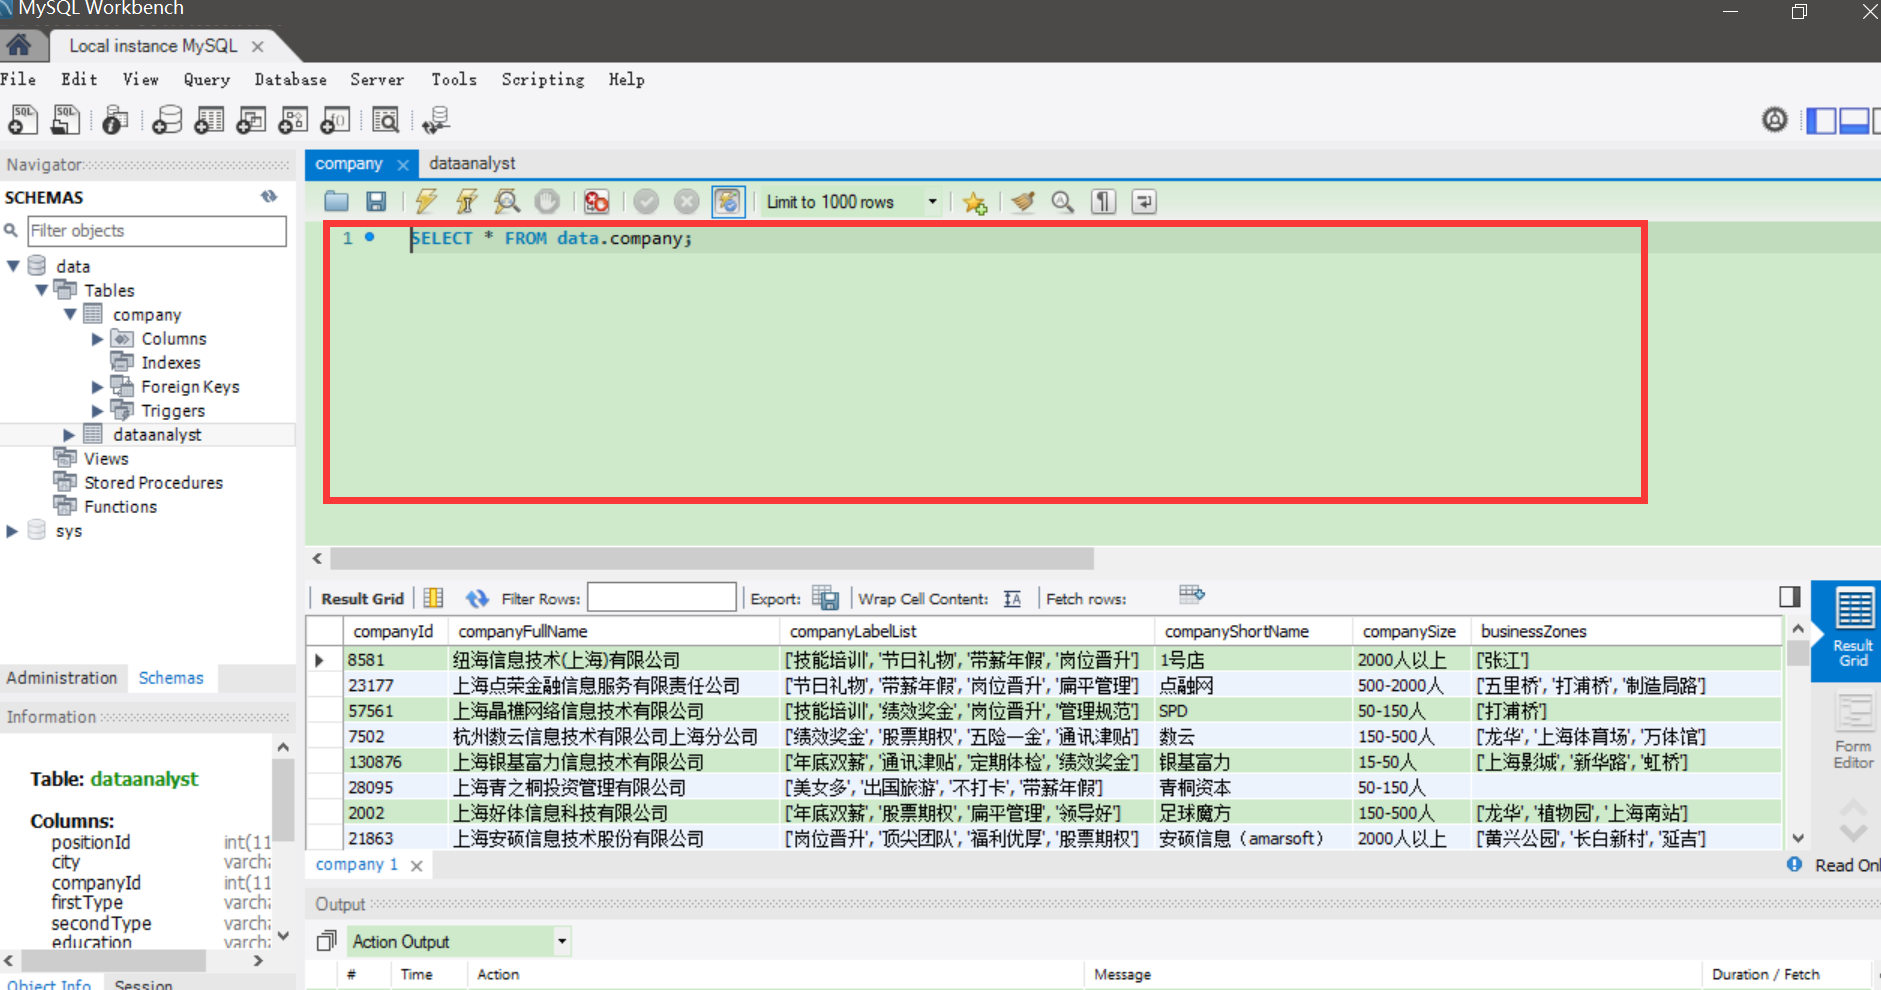 MySQL Workbench
Local instance MySQL
File Edit View Query Database Server Tools Scripting Help
Navigator
SCHEMAS
Filter objects
data
Tables
company
Columns
Indexes
Foreign Keys
Triggers
dataanalyst
Views
Stored Procedures
Functions
sys
Administration Schemas
Information
Table: dataanalyst
Columns:
positionId int(11
city varch
companyId int(11
firstType varch
secondType varch
education varch
Object Info Session
company dataanalyst
Limit to 1000 rows
1 SELECT * FROM data.company;
Result Grid Filter Rows: Export: Wrap Cell Content: Fetch rows:
companyId companyFullName companyLabelList companyShortName companySize businessZones
8581 纽海信息技术(上海)有限公司 ['技能培训', '节日礼物', '带薪年假', '岗位晋升'] 1号店 2000人以上 ['张江']
23177 上海点荣金融信息服务有限责任公司 ['节日礼物', '带薪年假', '岗位晋升', '扁平管理'] 点融网 500-2000人 ['五里桥', '打浦桥', '制造局路']
57561 上海晶樵网络信息技术有限公司 ['技能培训', '绩效奖金', '岗位晋升', '管理规范'] SPD 50-150人 ['打浦桥']
7502 杭州数云信息技术有限公司上海分公司 ['绩效奖金', '股票期权', '五险一金', '通讯津贴'] 数云 150-500人 ['龙华', '上海体育场', '万体馆']
130876 上海银基富力信息技术有限公司 ['年底双薪', '通讯津贴', '定期体检', '绩效奖金'] 银基富力 15-50人 ['上海影城', '新华路', '虹桥']
28095 上海青之桐投资管理有限公司 ['美女多', '出国旅游', '不打卡', '带薪年假'] 青桐资本 50-150人
2002 上海好体信息科技有限公司 ['年底双薪', '股票期权', '扁平管理', '领导好'] 足球魔方 150-500人 ['龙华', '植物园', '上海南站']
21863 上海安硕信息技术股份有限公司 ['岗位晋升', '顶尖团队', '福利优厚', '股票期权'] 安硕信息（amarsoft） 2000人以上 ['黄兴公园', '长白新村', '延吉']
Result
Grid
Form
Editor
company 1
Read Onl
Output
Action Output
# Time Action Message Duration / Fetch